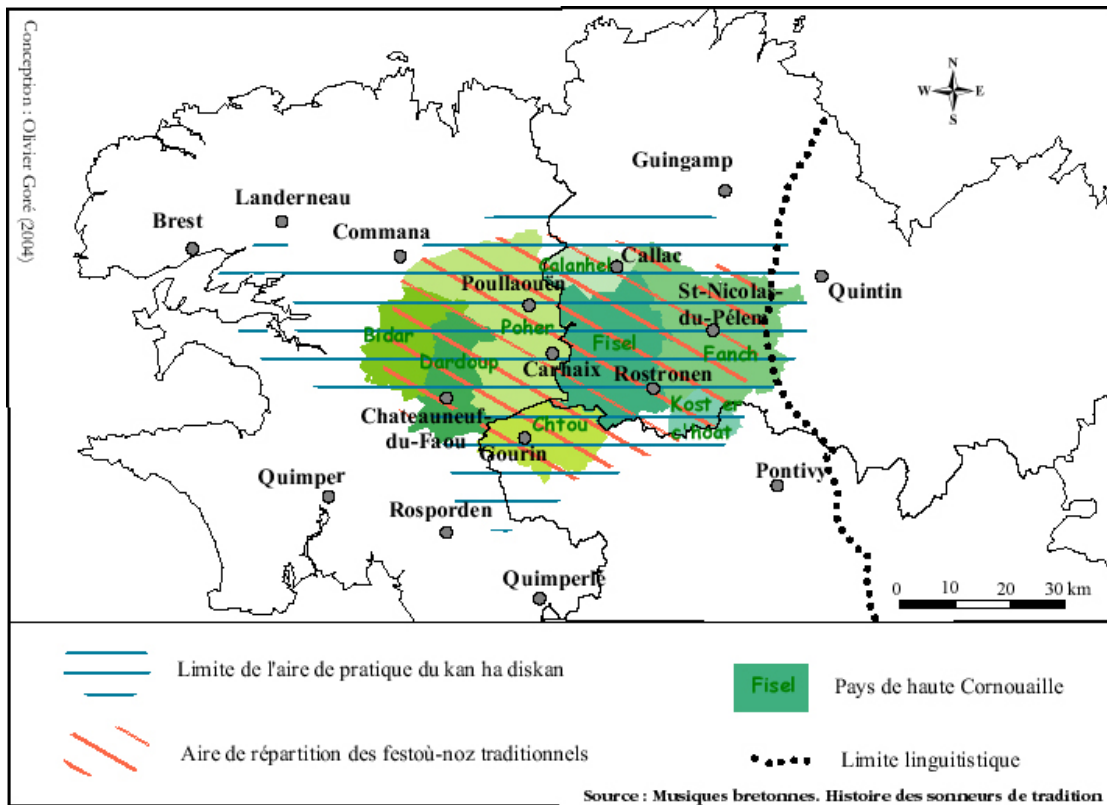 Conception : Olivier Goré (2004)
N
W E
S
Guingamp
Landerneau
Brest
Commana
Calanhel
Callac
Quintin
Poullaouën
St-Nicolas-
du-Pélem
Bidar
Poher
Fisel
Fanch
Dardoup
Carhaix
Rostronen
Kost er
c'hoat
Chateauneuf-
du-Faou
Chtou
Gourin
Pontivy
Quimper
Rosporden
Quimperlé
0 10 20 30 km
Limite de l'aire de pratique du kan ha diskan
Fisel
Pays de haute Cornouaille
Aire de répartition des festoù-noz traditionnels
Limite linguitistique
Source : Musiques bretonnes. Histoire des sonneurs de tradition